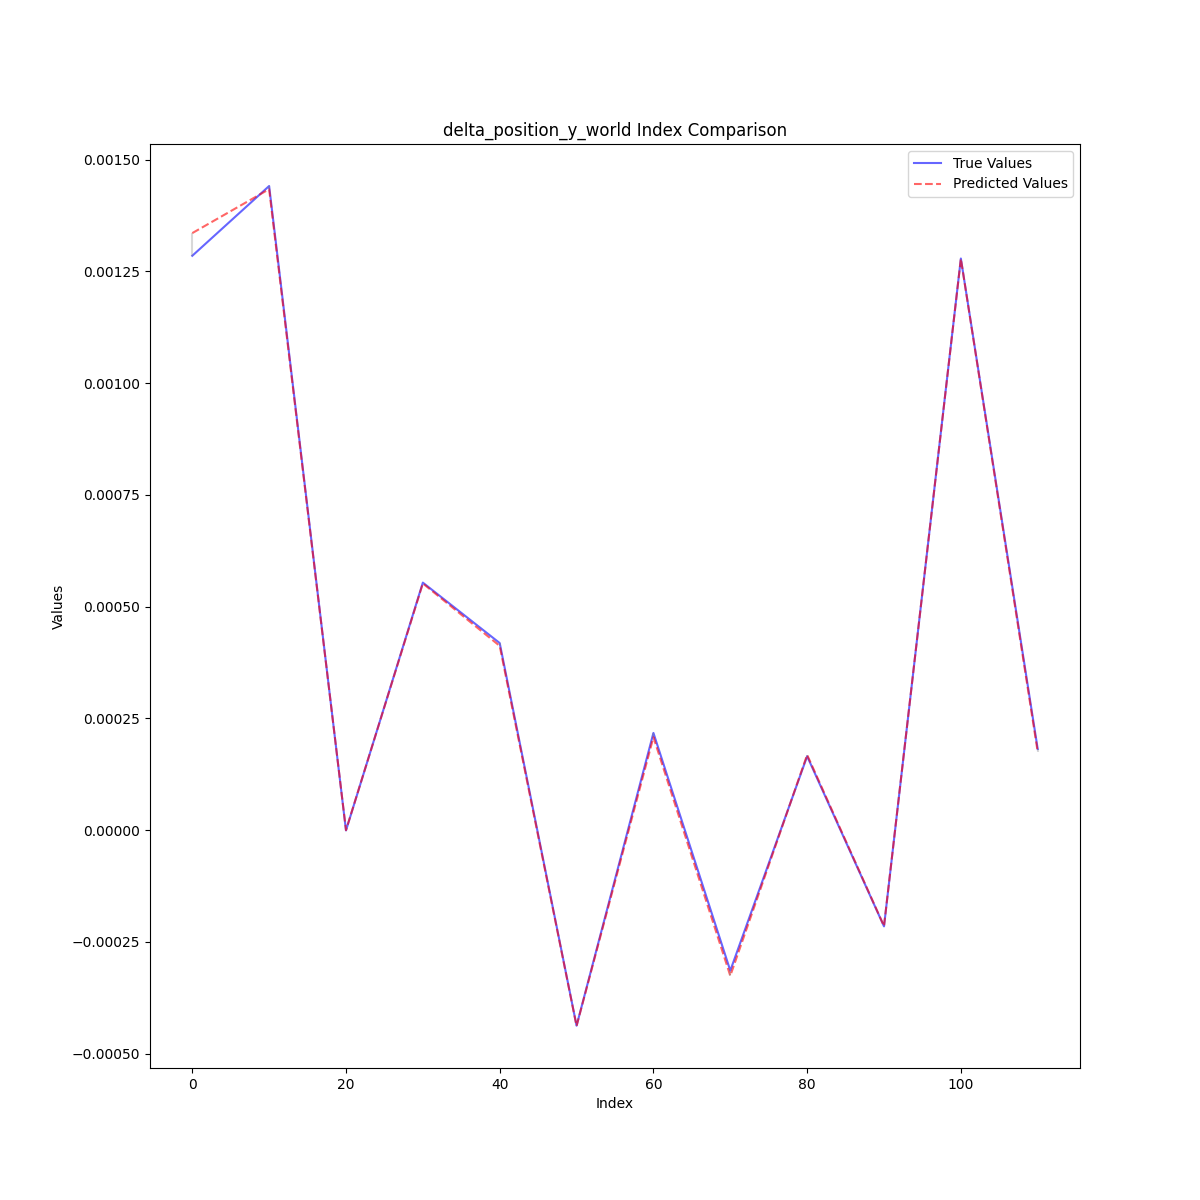 delta_position_y_world Index Comparison
True Values
Predicted Values
0.00150
0.00125
0.00100
0.00075
0.00050
0.00025
0.00000
−0.00025
−0.00050
Values
0 20 40 60 80 100
Index